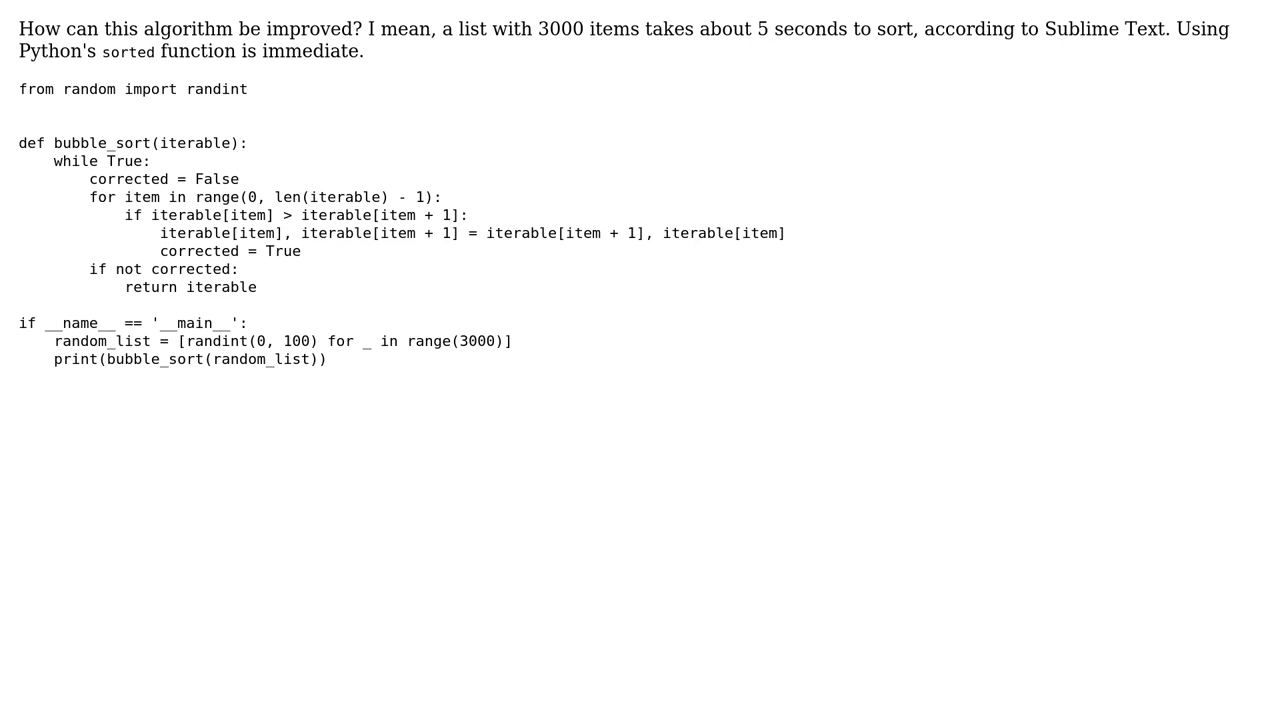 How can this algorithm be improved? I mean, a list with 3000 items takes about 5 seconds to sort, according to Sublime Text. Using
Python's sorted function is immediate.
from random import randint
def bubble_sort(iterable):
    while True:
        corrected = False
        for item in range(0, len(iterable) - 1):
            if iterable[item] > iterable[item + 1]:
                iterable[item], iterable[item + 1] = iterable[item + 1], iterable[item]
                corrected = True
        if not corrected:
            return iterable
if __name__ == '__main__':
    random_list = [randint(0, 100) for _ in range(3000)]
    print(bubble_sort(random_list))